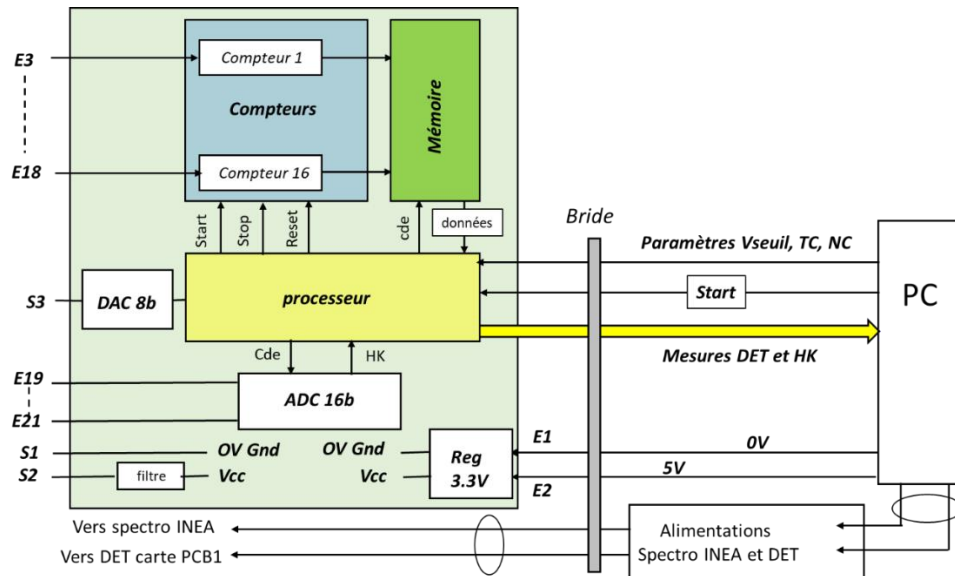 E3
Compteur 1
Compteurs
Mémoire
E18
Compteur 16
Start
Stop
Reset
cde
données
Bride
Paramètres Vseuil, TC, NC
Start
PC
S3
DAC 8b
processeur
Mesures DET et HK
Cde
HK
E19
ADC 16b
E21
S1
OV Gnd
OV Gnd
Reg
3.3V
E1
0V
S2
filtre
Vcc
Vcc
E2
5V
Vers spectro INEA
Vers DET carte PCB1
Alimentations
Spectro INEA et DET